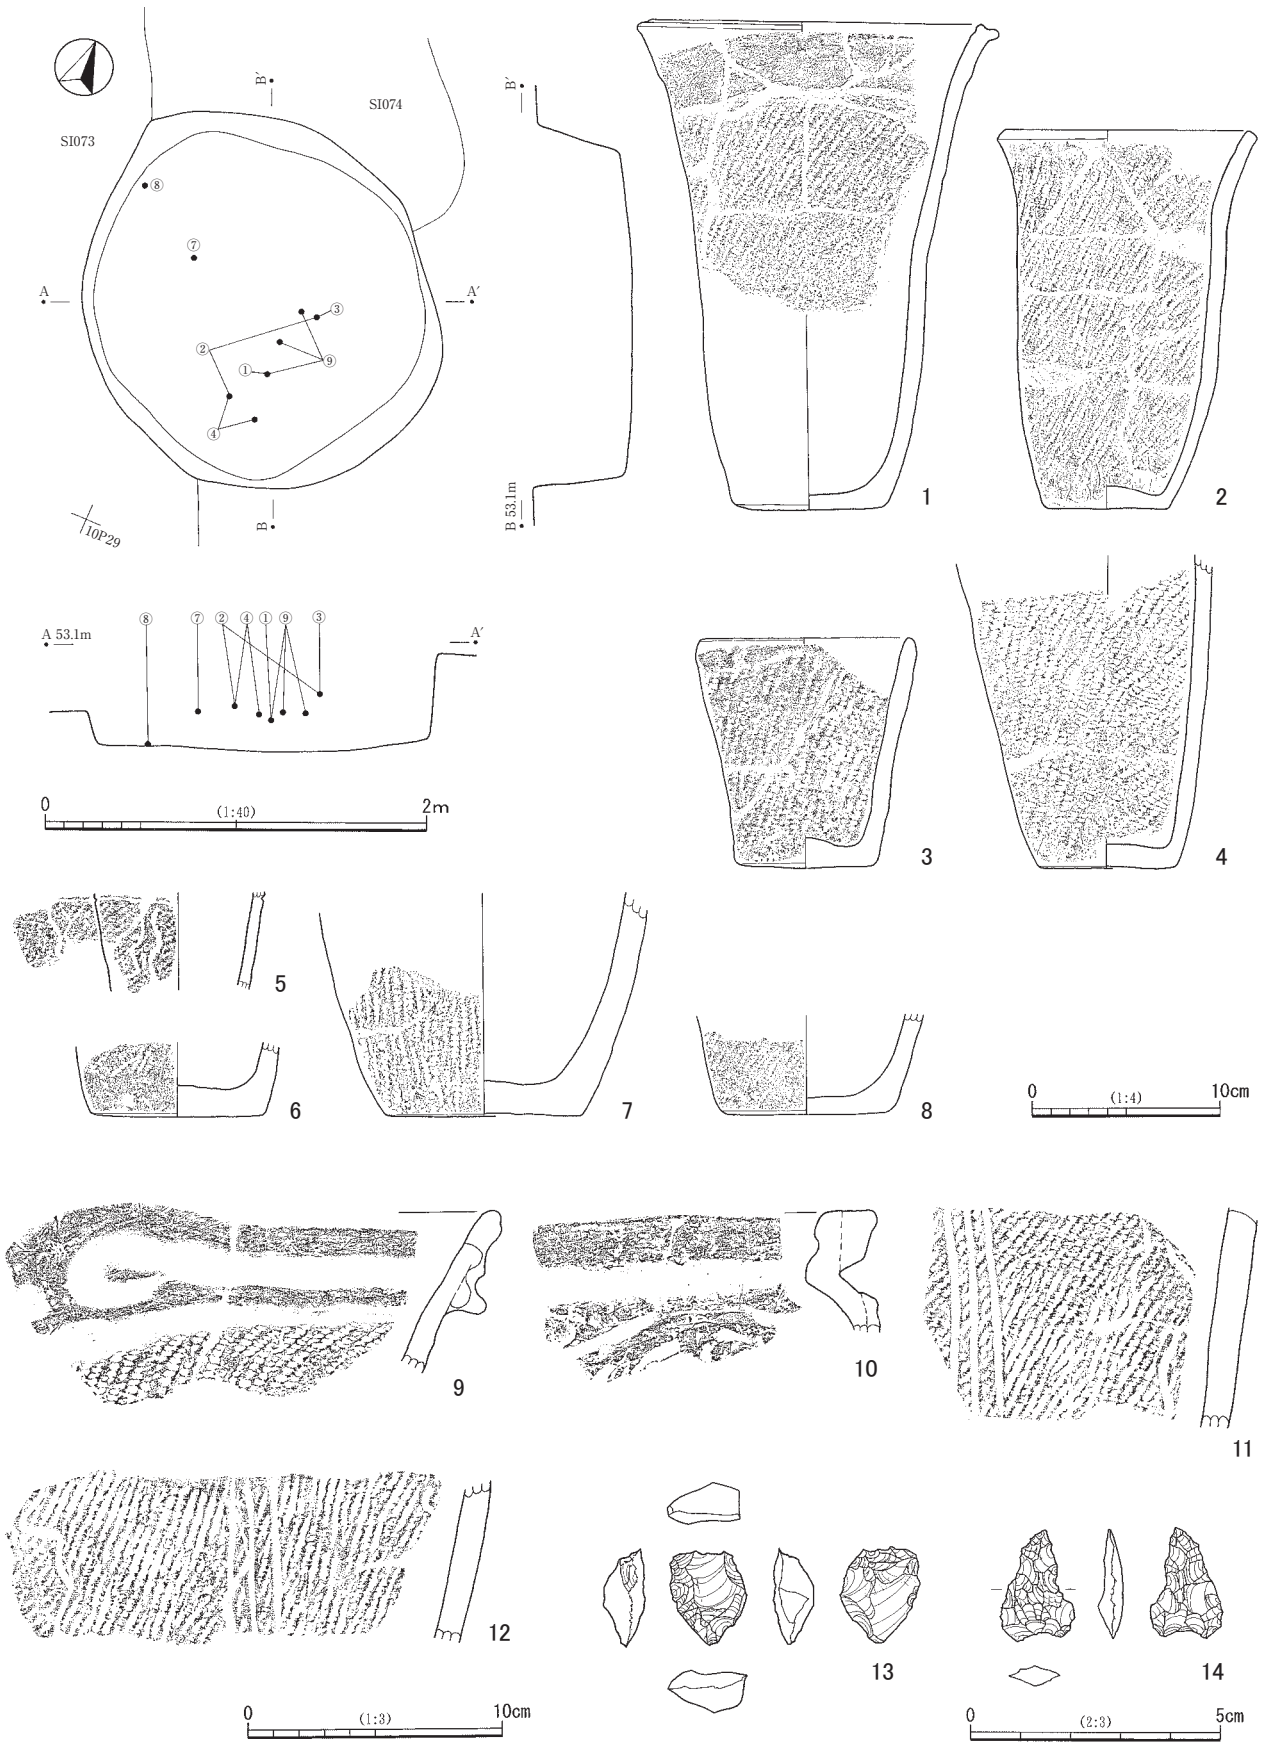 SI073
SI074
B′
B′
⑧
⑦
A
A′
③
②
①
⑨
④
B
B 53.1m
10P29
1
2
⑧ ⑦ ② ④ ① ⑨ ③
A 53.1m
A′
0 (1:40) 2m
3
4
5
6
7
8
0 (1:4) 10cm
9
10
11
12
13
14
0 (1:3) 10cm
0 (2:3) 5cm